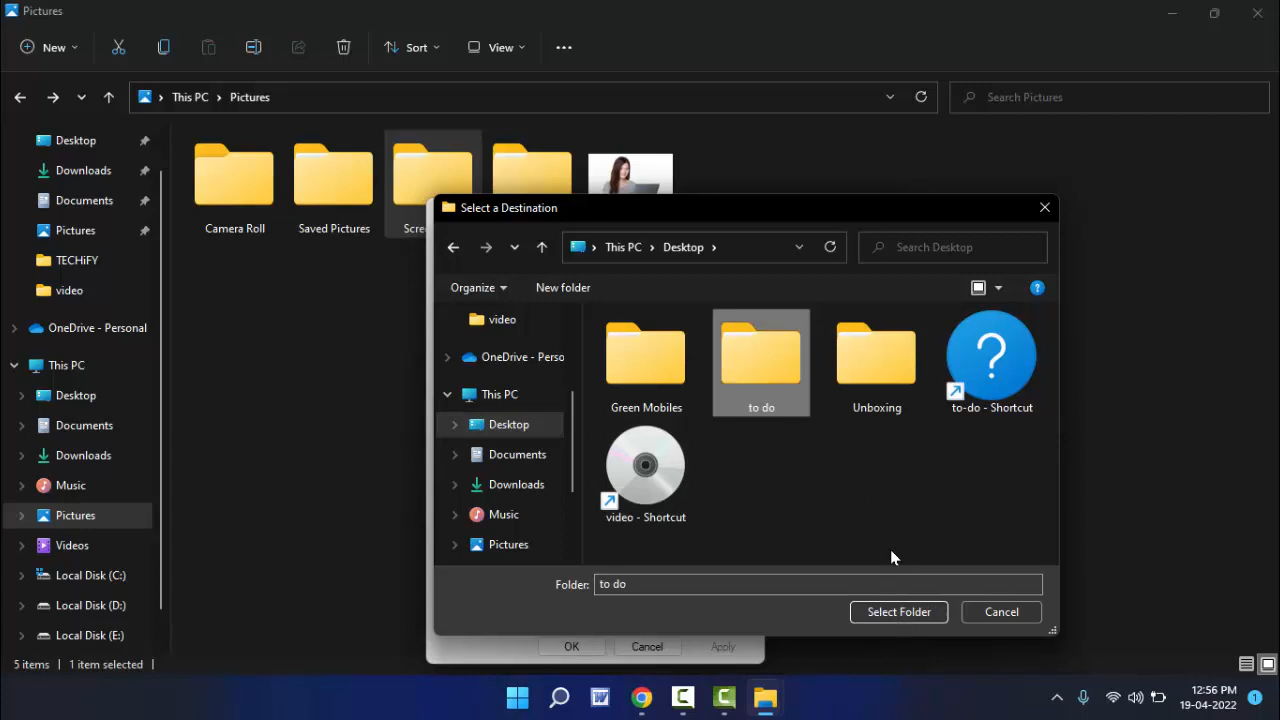 Pictures
New
Sort
View
This PC
Pictures
Search Pictures
Desktop
Downloads
Documents
Pictures
TECHiFY
video
OneDrive - Personal
This PC
Desktop
Documents
Downloads
Music
Pictures
Videos
Local Disk (C:)
Local Disk (D:)
Local Disk (E:)
Camera Roll
Saved Pictures
Select a Destination
This PC
Desktop
Search Desktop
Organize
New folder
video
OneDrive - Perso
This PC
Desktop
Documents
Downloads
Music
Pictures
Green Mobiles
to do
Unboxing
to-do - Shortcut
video - Shortcut
Folder:
to do
Select Folder
Cancel
OK
Cancel
Apply
5 items
1 item selected
12:56 PM
19-04-2022
1